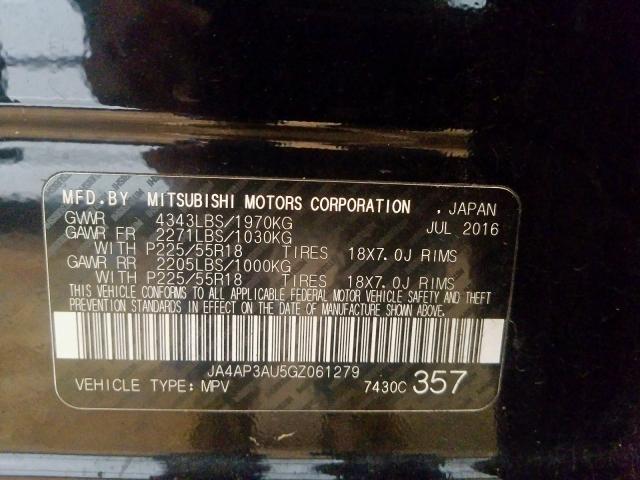 MFD.BY MITSUBISHI MOTORS CORPORATION , JAPAN
GVWR 4343LBS/1970KG JUL 2016
GAWR FR 2271LBS/1030KG
WITH P225/55R18 TIRES 18X7.0J RIMS
GAWR RR 2205LBS/1000KG
WITH P225/55R18 TIRES 18X7.0J RIMS
THIS VEHICLE CONFORMS TO ALL APPLICABLE FEDERAL MOTOR VEHICLE SAFETY AND THEFT
PREVENTION STANDARDS IN EFFECT ON THE DATE OF MANUFACTURE SHOWN ABOVE.
JA4AP3AU5GZ061279
VEHICLE TYPE: MPV 7430C 357